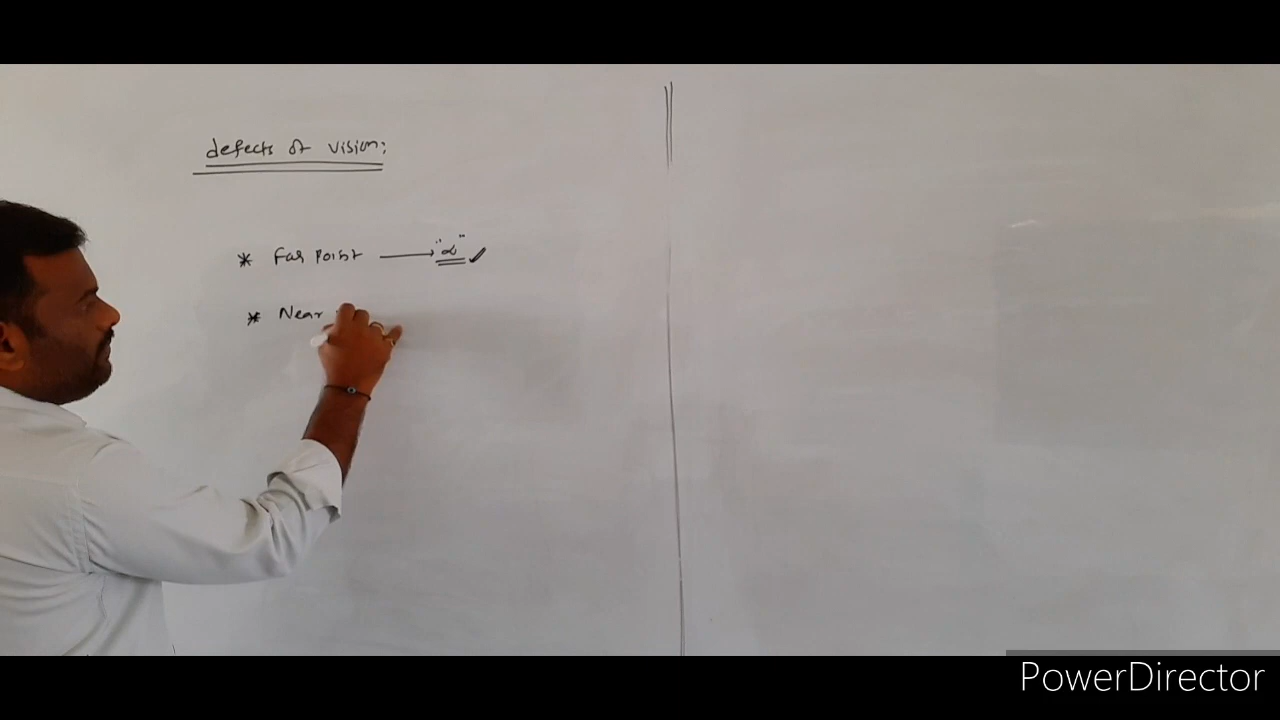 defects of vision:
* Far point ⟶ "∝" ✓
* Near
PowerDirector